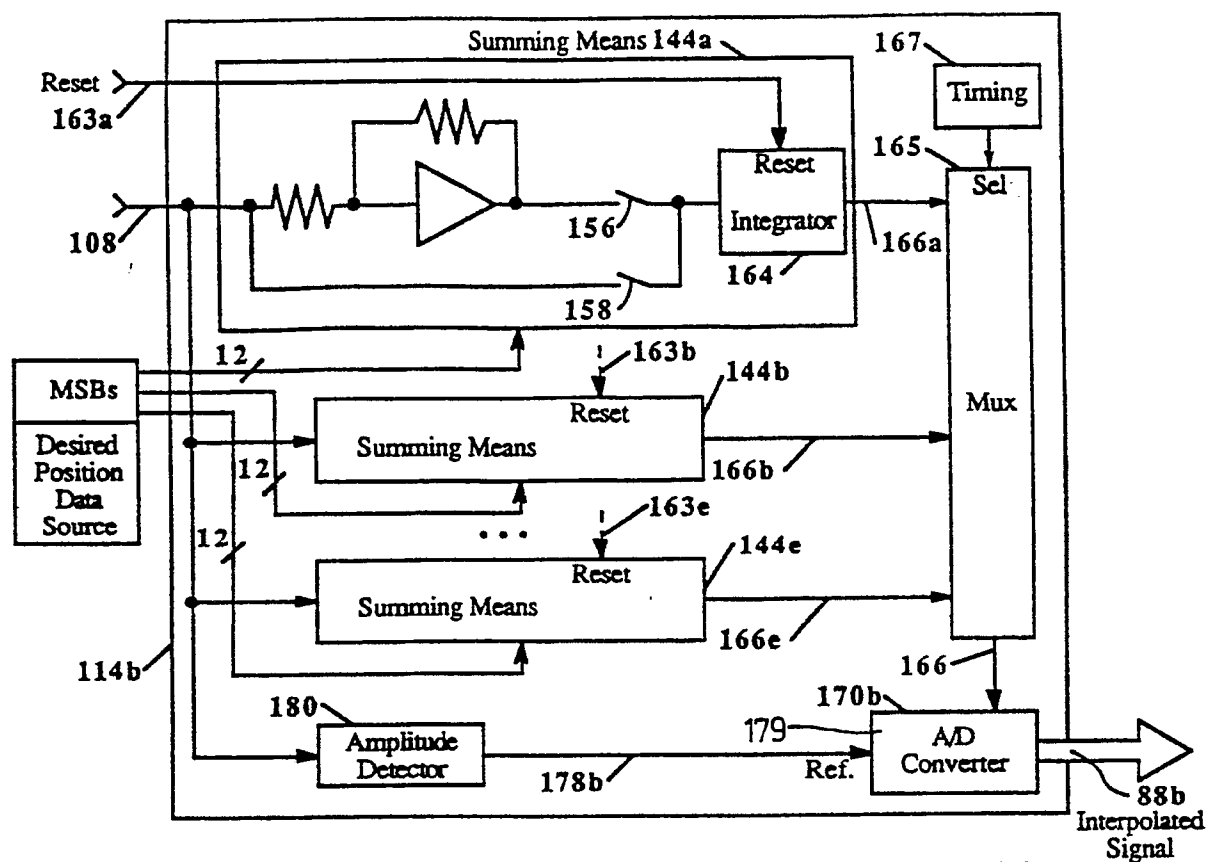 Summing Means 144a
167
Reset
163a
Timing
165
Reset
Sel
108
156
Integrator
166a
164
158
12
163b
MSBs
144b
Reset
Mux
Desired
Position
Data
Source
Summing Means
12
166b
12
• • •
163e
144e
Reset
Summing Means
166e
114b
166
180
170b
Amplitude
Detector
179
A/D
Converter
178b
Ref.
88b
Interpolated
Signal